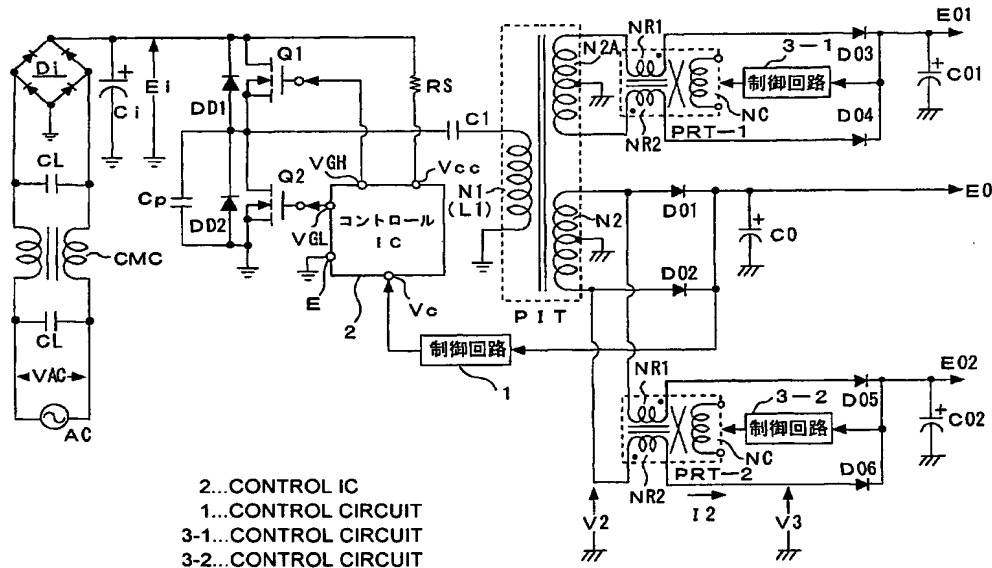 Di
Ci
Ei
CL
CMC
CL
VAC
AC
Q1
DD1
RS
C1
VGH
Vcc
Q2
Cp
DD2
VGL
コントロール
IC
E
2
Vc
制御回路
1
N1
(L1)
PIT
N2A
N2
NR1
NR2
PRT-1
NC
3-1
制御回路
D03
D04
E01
C01
D01
D02
E0
C0
NR1
NR2
PRT-2
NC
3-2
制御回路
D05
D06
E02
C02
V2
I2
V3
2...CONTROL IC
1...CONTROL CIRCUIT
3-1...CONTROL CIRCUIT
3-2...CONTROL CIRCUIT